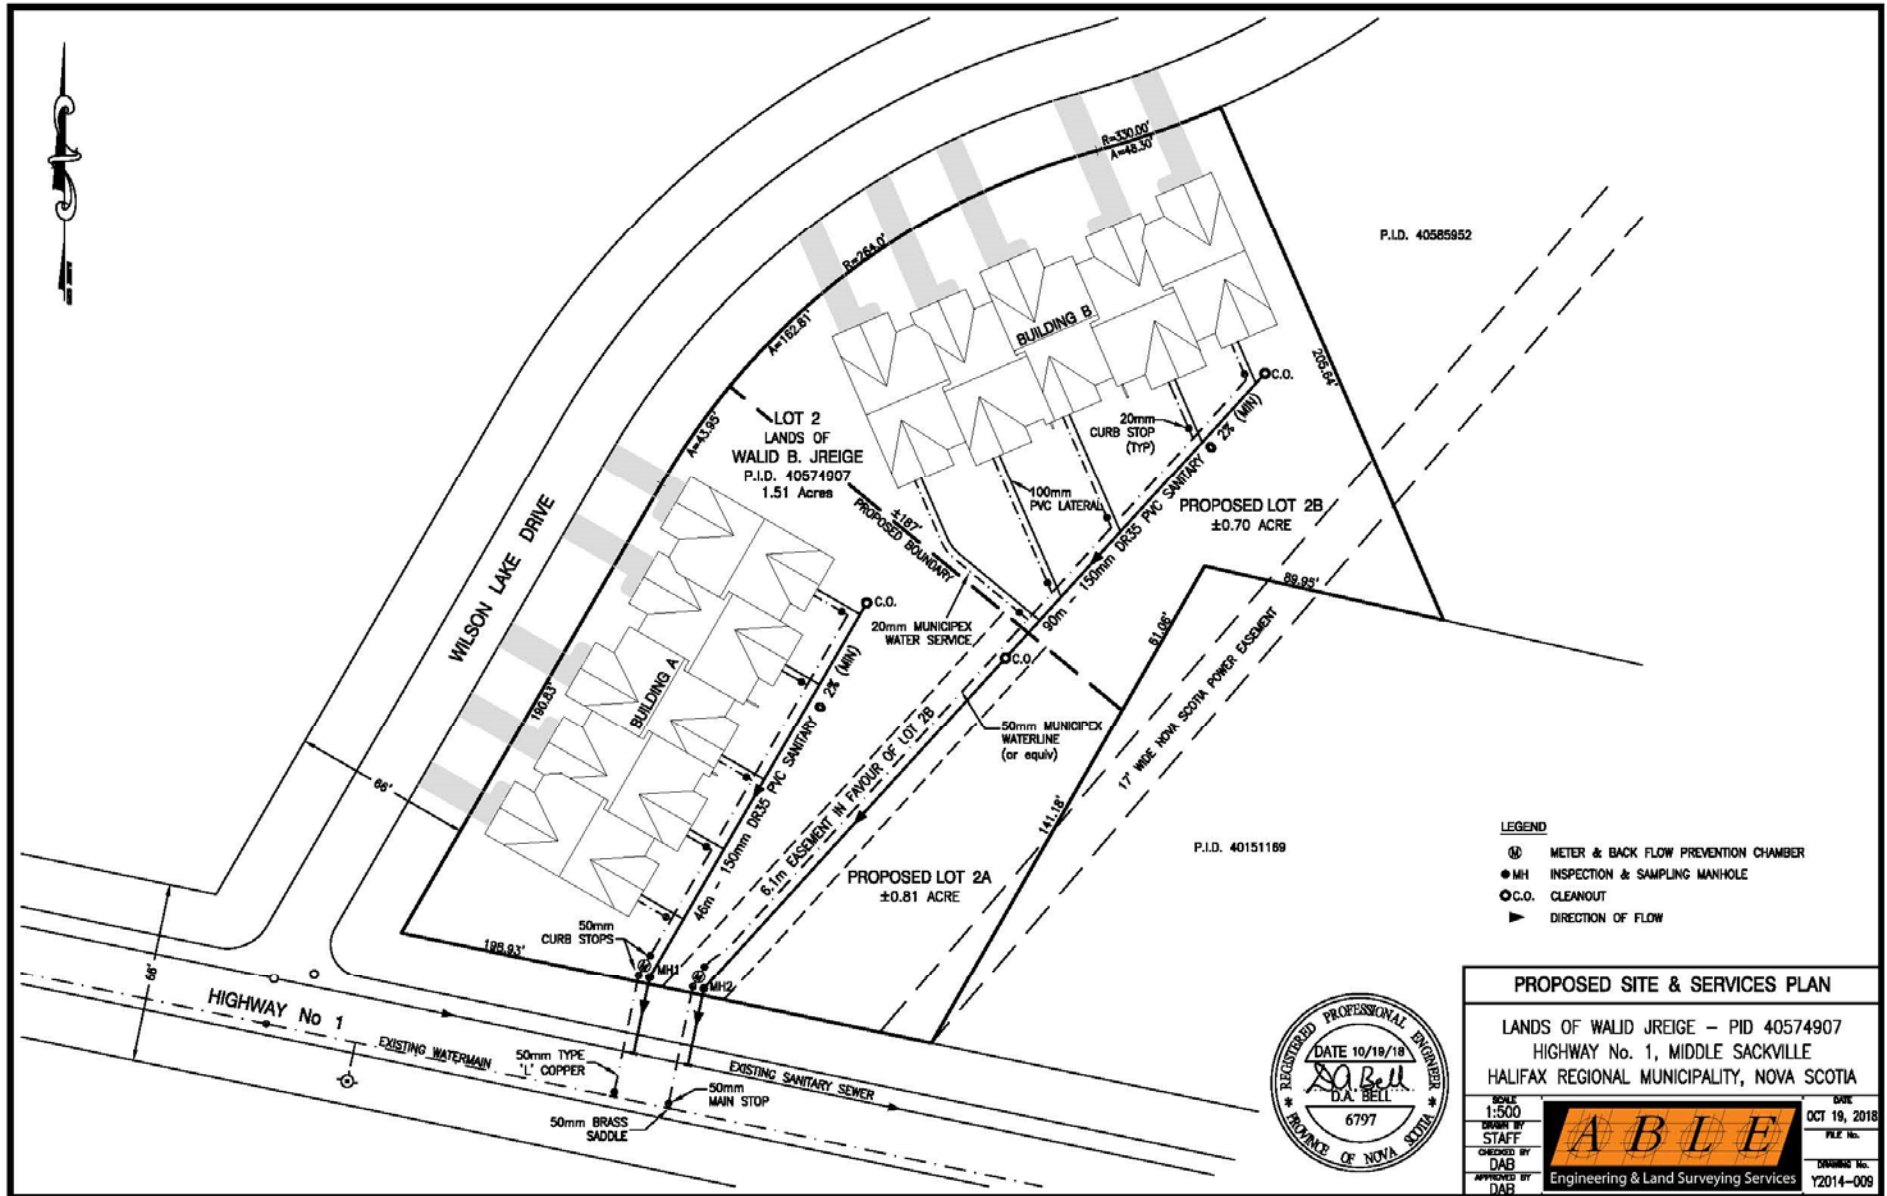 R=330.00'
A=48.30'
P.I.D. 40585952
R=264.0'
A=162.81'
BUILDING B
205.64'
C.O.
LOT 2
LANDS OF
WALID B. JREIGE
P.I.D. 40574907
1.51 Acres
A=43.95'
20mm
CURB STOP
(TYP)
150mm DR35 PVC SANITARY @ 2% (MIN)
90m -
100mm
PVC LATERAL
PROPOSED LOT 2B
±0.70 ACRE
±187'
PROPOSED BOUNDARY
WILSON LAKE DRIVE
89.95'
C.O.
20mm MUNICIPEX
WATER SERVICE
61.06'
C.O.
BUILDING A
190.83'
46m - 150mm DR35 PVC SANITARY @ 2% (MIN)
50mm MUNICIPEX
WATERLINE
(or equiv)
17' WIDE NOVA SCOTIA POWER EASEMENT
6.1m EASEMENT IN FAVOUR OF LOT 2B
66'
141.18'
P.I.D. 40151169
PROPOSED LOT 2A
±0.81 ACRE
LEGEND
M METER & BACK FLOW PREVENTION CHAMBER
MH INSPECTION & SAMPLING MANHOLE
C.O. CLEANOUT
DIRECTION OF FLOW
198.93'
50mm
CURB STOPS
M MH1
M MH2
66'
HIGHWAY No 1
EXISTING WATERMAIN
50mm TYPE
'L' COPPER
EXISTING SANITARY SEWER
50mm
MAIN STOP
50mm BRASS
SADDLE
REGISTERED PROFESSIONAL ENGINEER
DATE 10/19/18
D.A. Bell
D.A. BELL
6797
PROVINCE OF NOVA SCOTIA
PROPOSED SITE & SERVICES PLAN
LANDS OF WALID JREIGE – PID 40574907
HIGHWAY No. 1, MIDDLE SACKVILLE
HALIFAX REGIONAL MUNICIPALITY, NOVA SCOTIA
SCALE
1:500
DRAWN BY
STAFF
CHECKED BY
DAB
APPROVED BY
DAB
ABLE
Engineering & Land Surveying Services
DATE
OCT 19, 2018
FILE No.
DRAWING No.
Y2014-009